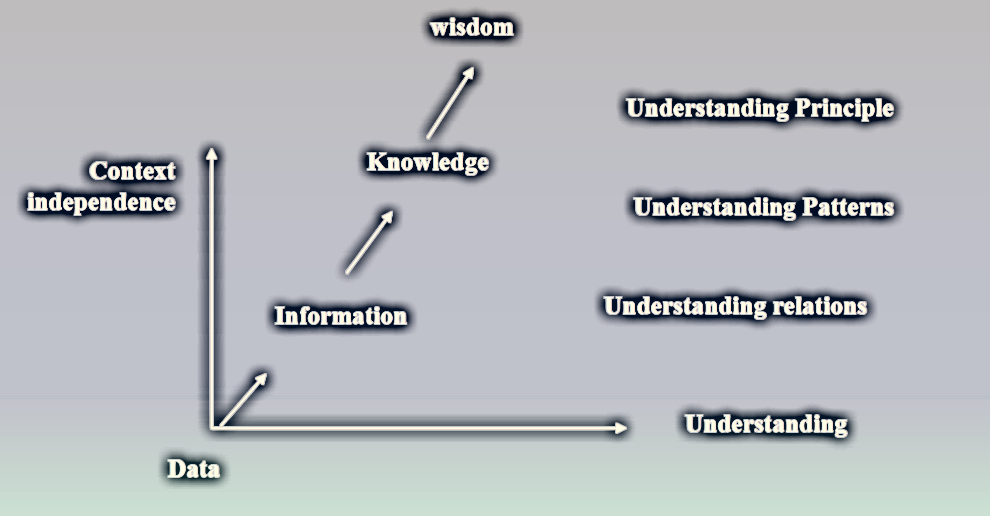 wisdom
Understanding Principle
Knowledge
Context
independence
Understanding Patterns
Understanding relations
Information
Understanding
Data